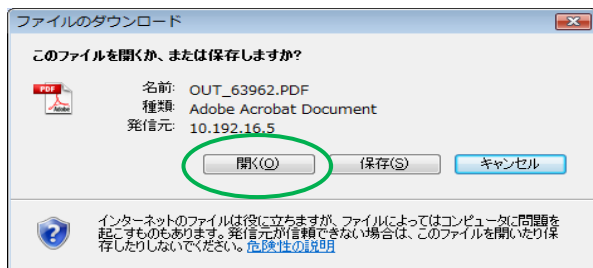 ファイルのダウンロード
このファイルを開くか、または保存しますか?
PDF
Adobe
名前: OUT_63962.PDF
種類: Adobe Acrobat Document
発信元: 10.192.16.5
開く(O) 保存(S) キャンセル
インターネットのファイルは役に立ちますが、ファイルによってはコンピュータに問題を
起こすものもあります。発信元が信頼できない場合は、このファイルを開いたり保
存したりしないでください。危険性の説明